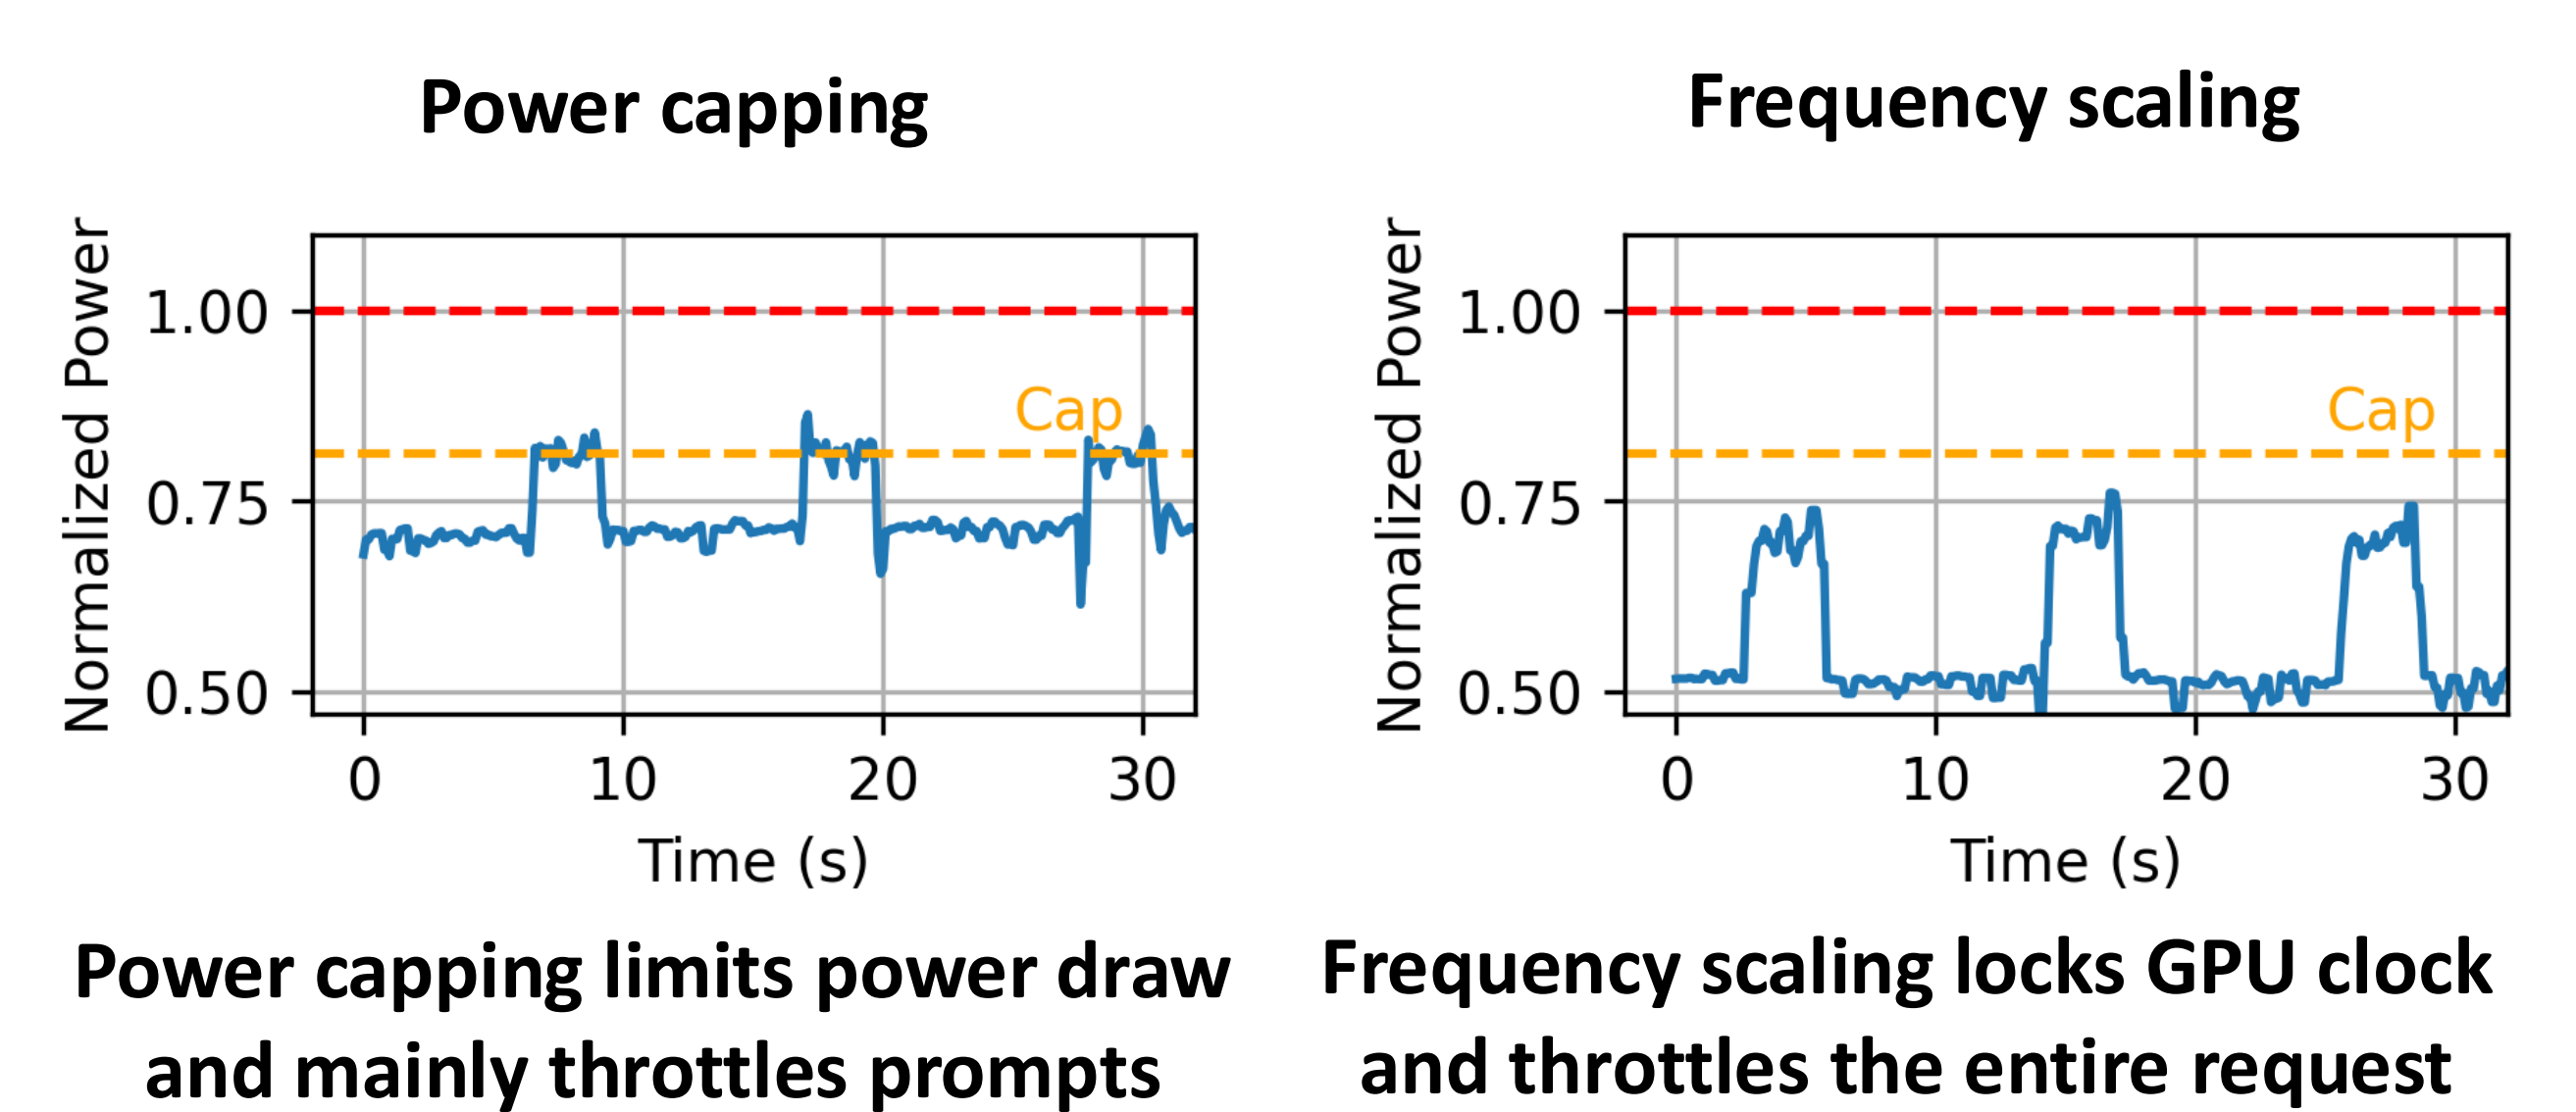 Power capping
Normalized Power
1.00
0.75
0.50
Cap
0
10
20
30
Time (s)
Power capping limits power draw
and mainly throttles prompts
Frequency scaling
Normalized Power
1.00
0.75
0.50
Cap
0
10
20
30
Time (s)
Frequency scaling locks GPU clock
and throttles the entire request